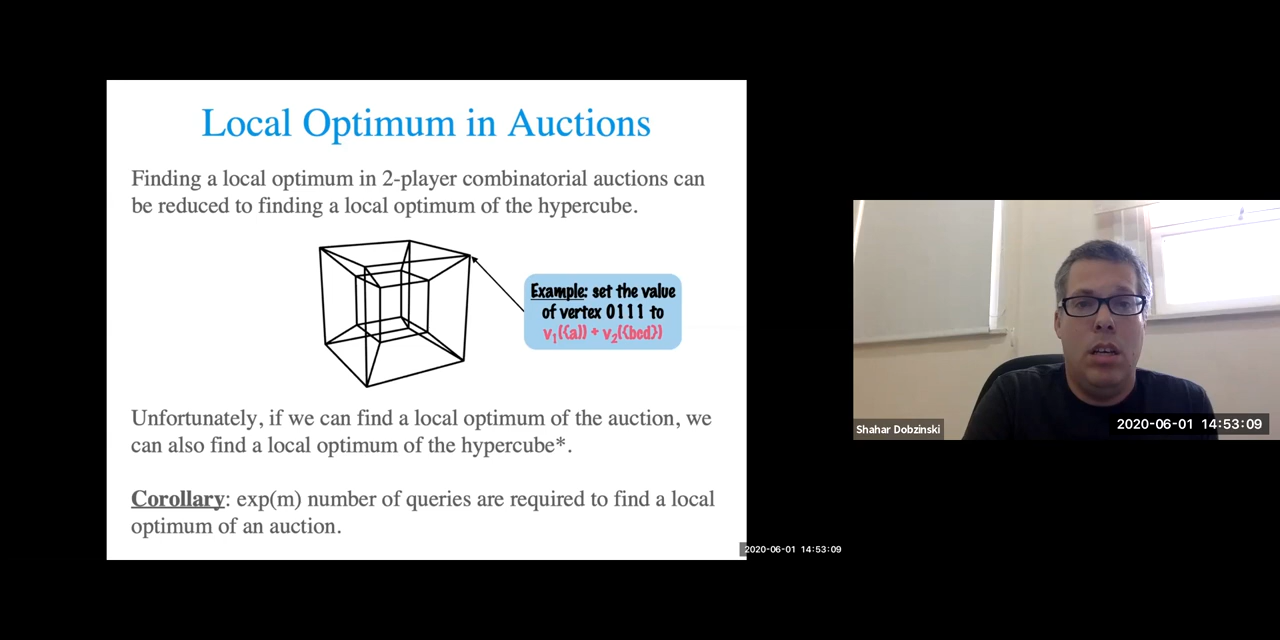 Local Optimum in Auctions
Finding a local optimum in 2-player combinatorial auctions can
be reduced to finding a local optimum of the hypercube.
Example: set the value
of vertex 0111 to
v₁({a}) + v₂({bcd})
Unfortunately, if we can find a local optimum of the auction, we
can also find a local optimum of the hypercube*.
Corollary: exp(m) number of queries are required to find a local
optimum of an auction.
2020-06-01 14:53:09
Shahar Dobzinski
2020-06-01 14:53:09